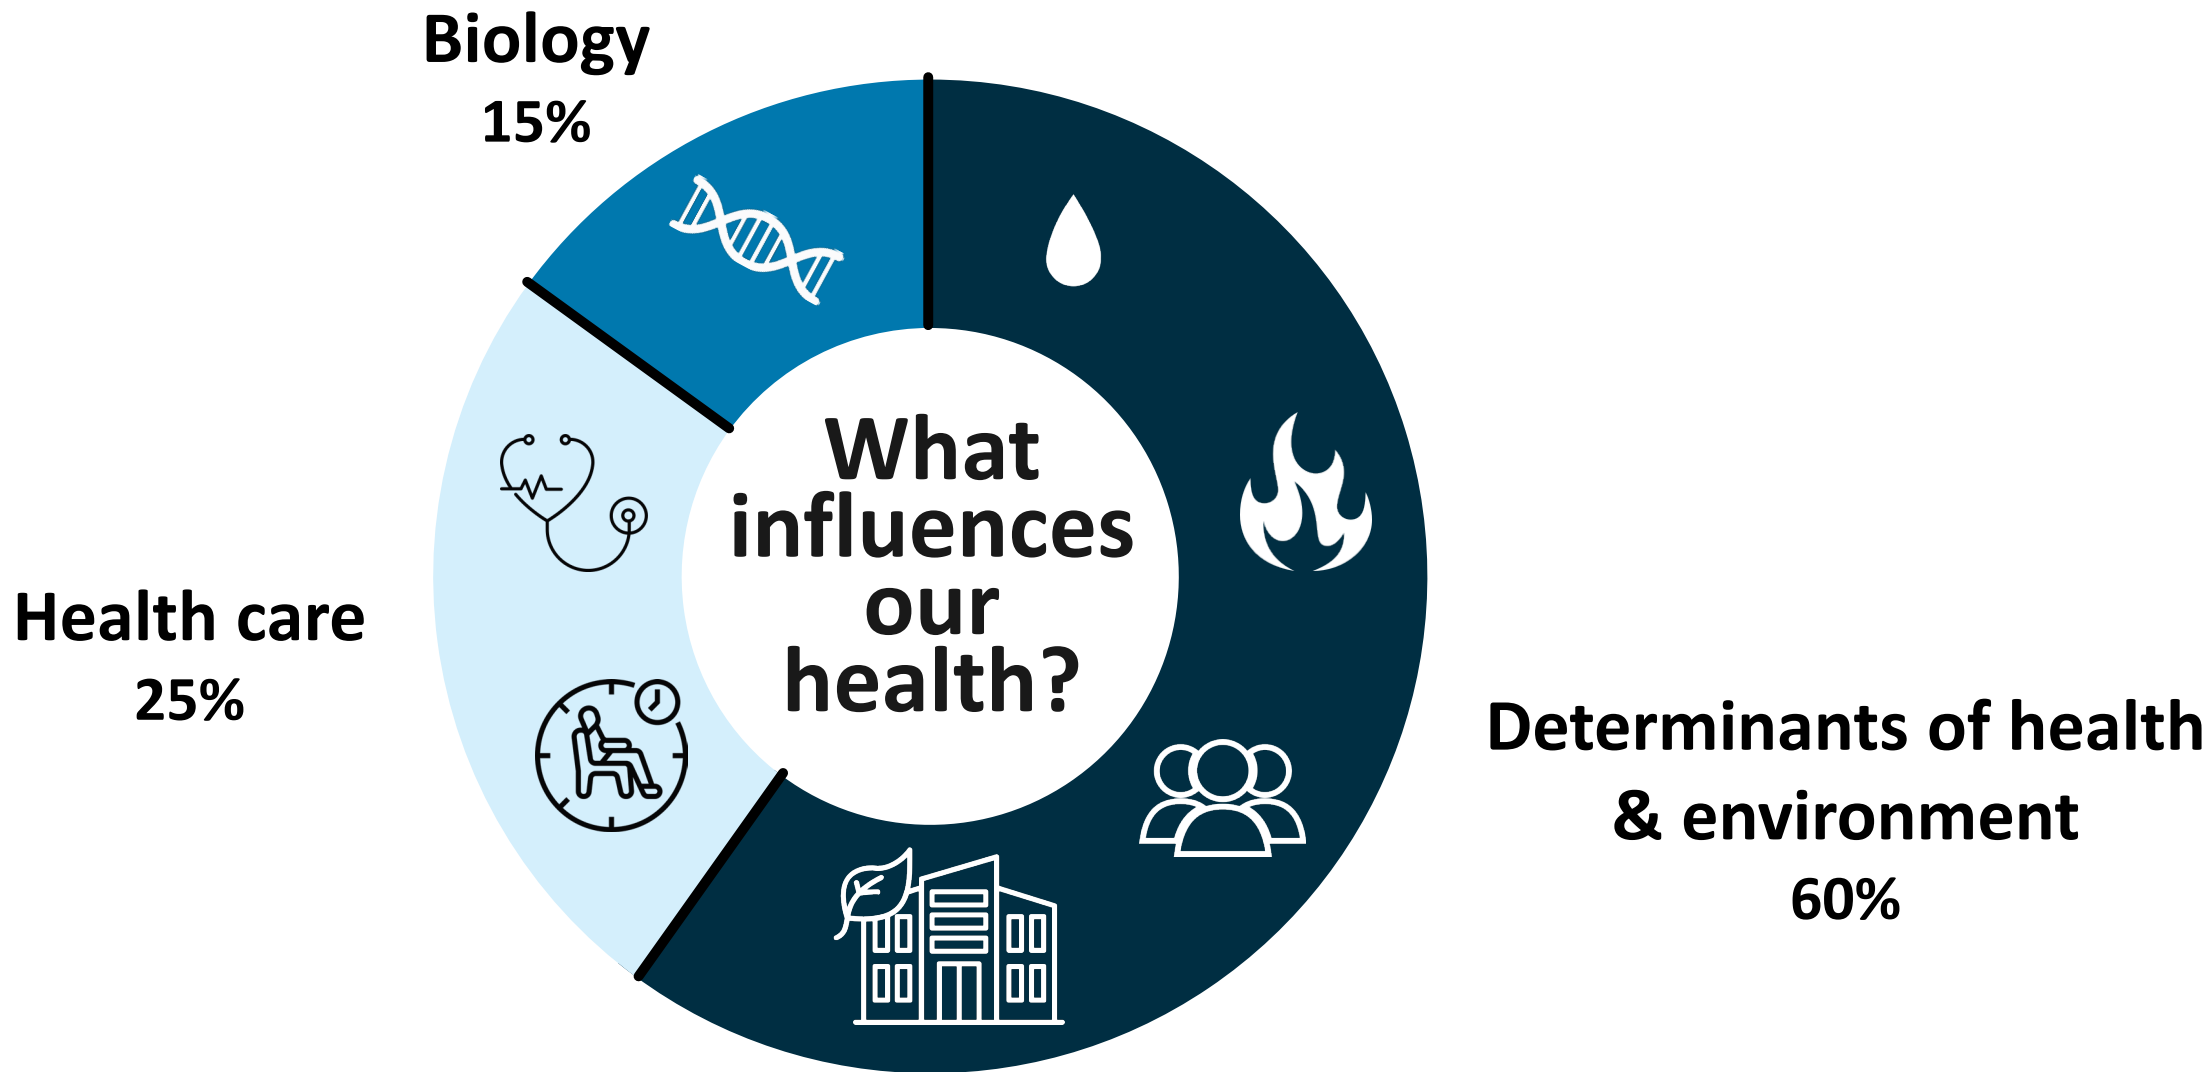 Biology
15%
What
influences
our
health?
Health care
25%
Determinants of health
& environment
60%